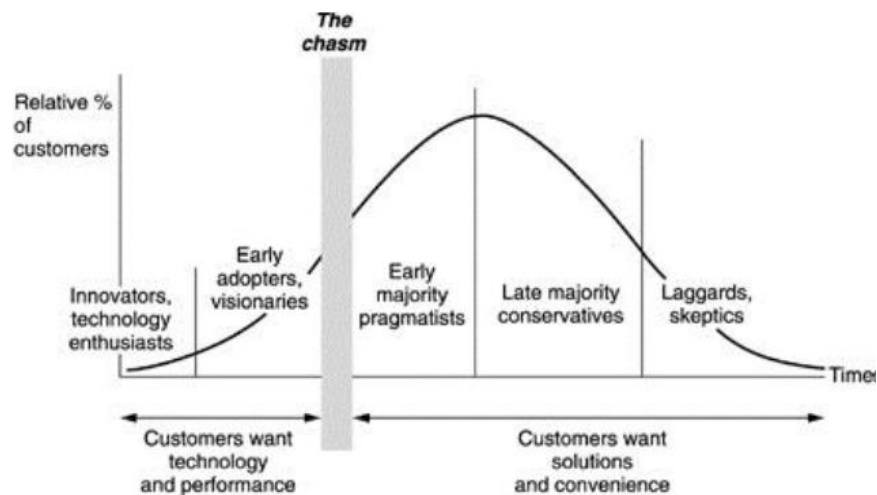 The
chasm
Relative %
of
customers
Innovators,
technology
enthusiasts
Early
adopters,
visionaries
Early
majority
pragmatists
Late majority
conservatives
Laggards,
skeptics
Time
Customers want
technology
and performance
Customers want
solutions
and convenience